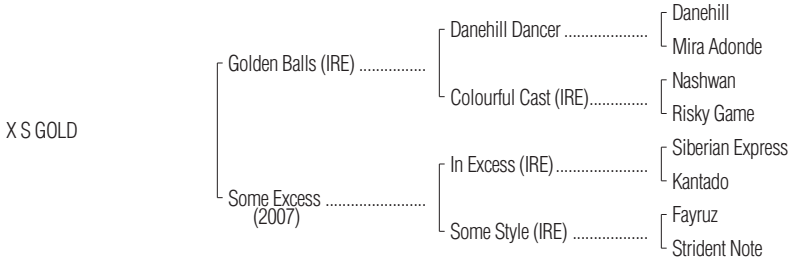 Danehill
Danehill Dancer ....................
Mira Adonde
Golden Balls (IRE) ................
Nashwan
Colourful Cast (IRE)..............
Risky Game
X S GOLD
Siberian Express
In Excess (IRE)......................
Kantado
Some Excess ........................
(2007)
Fayruz
Some Style (IRE) ..................
Strident Note